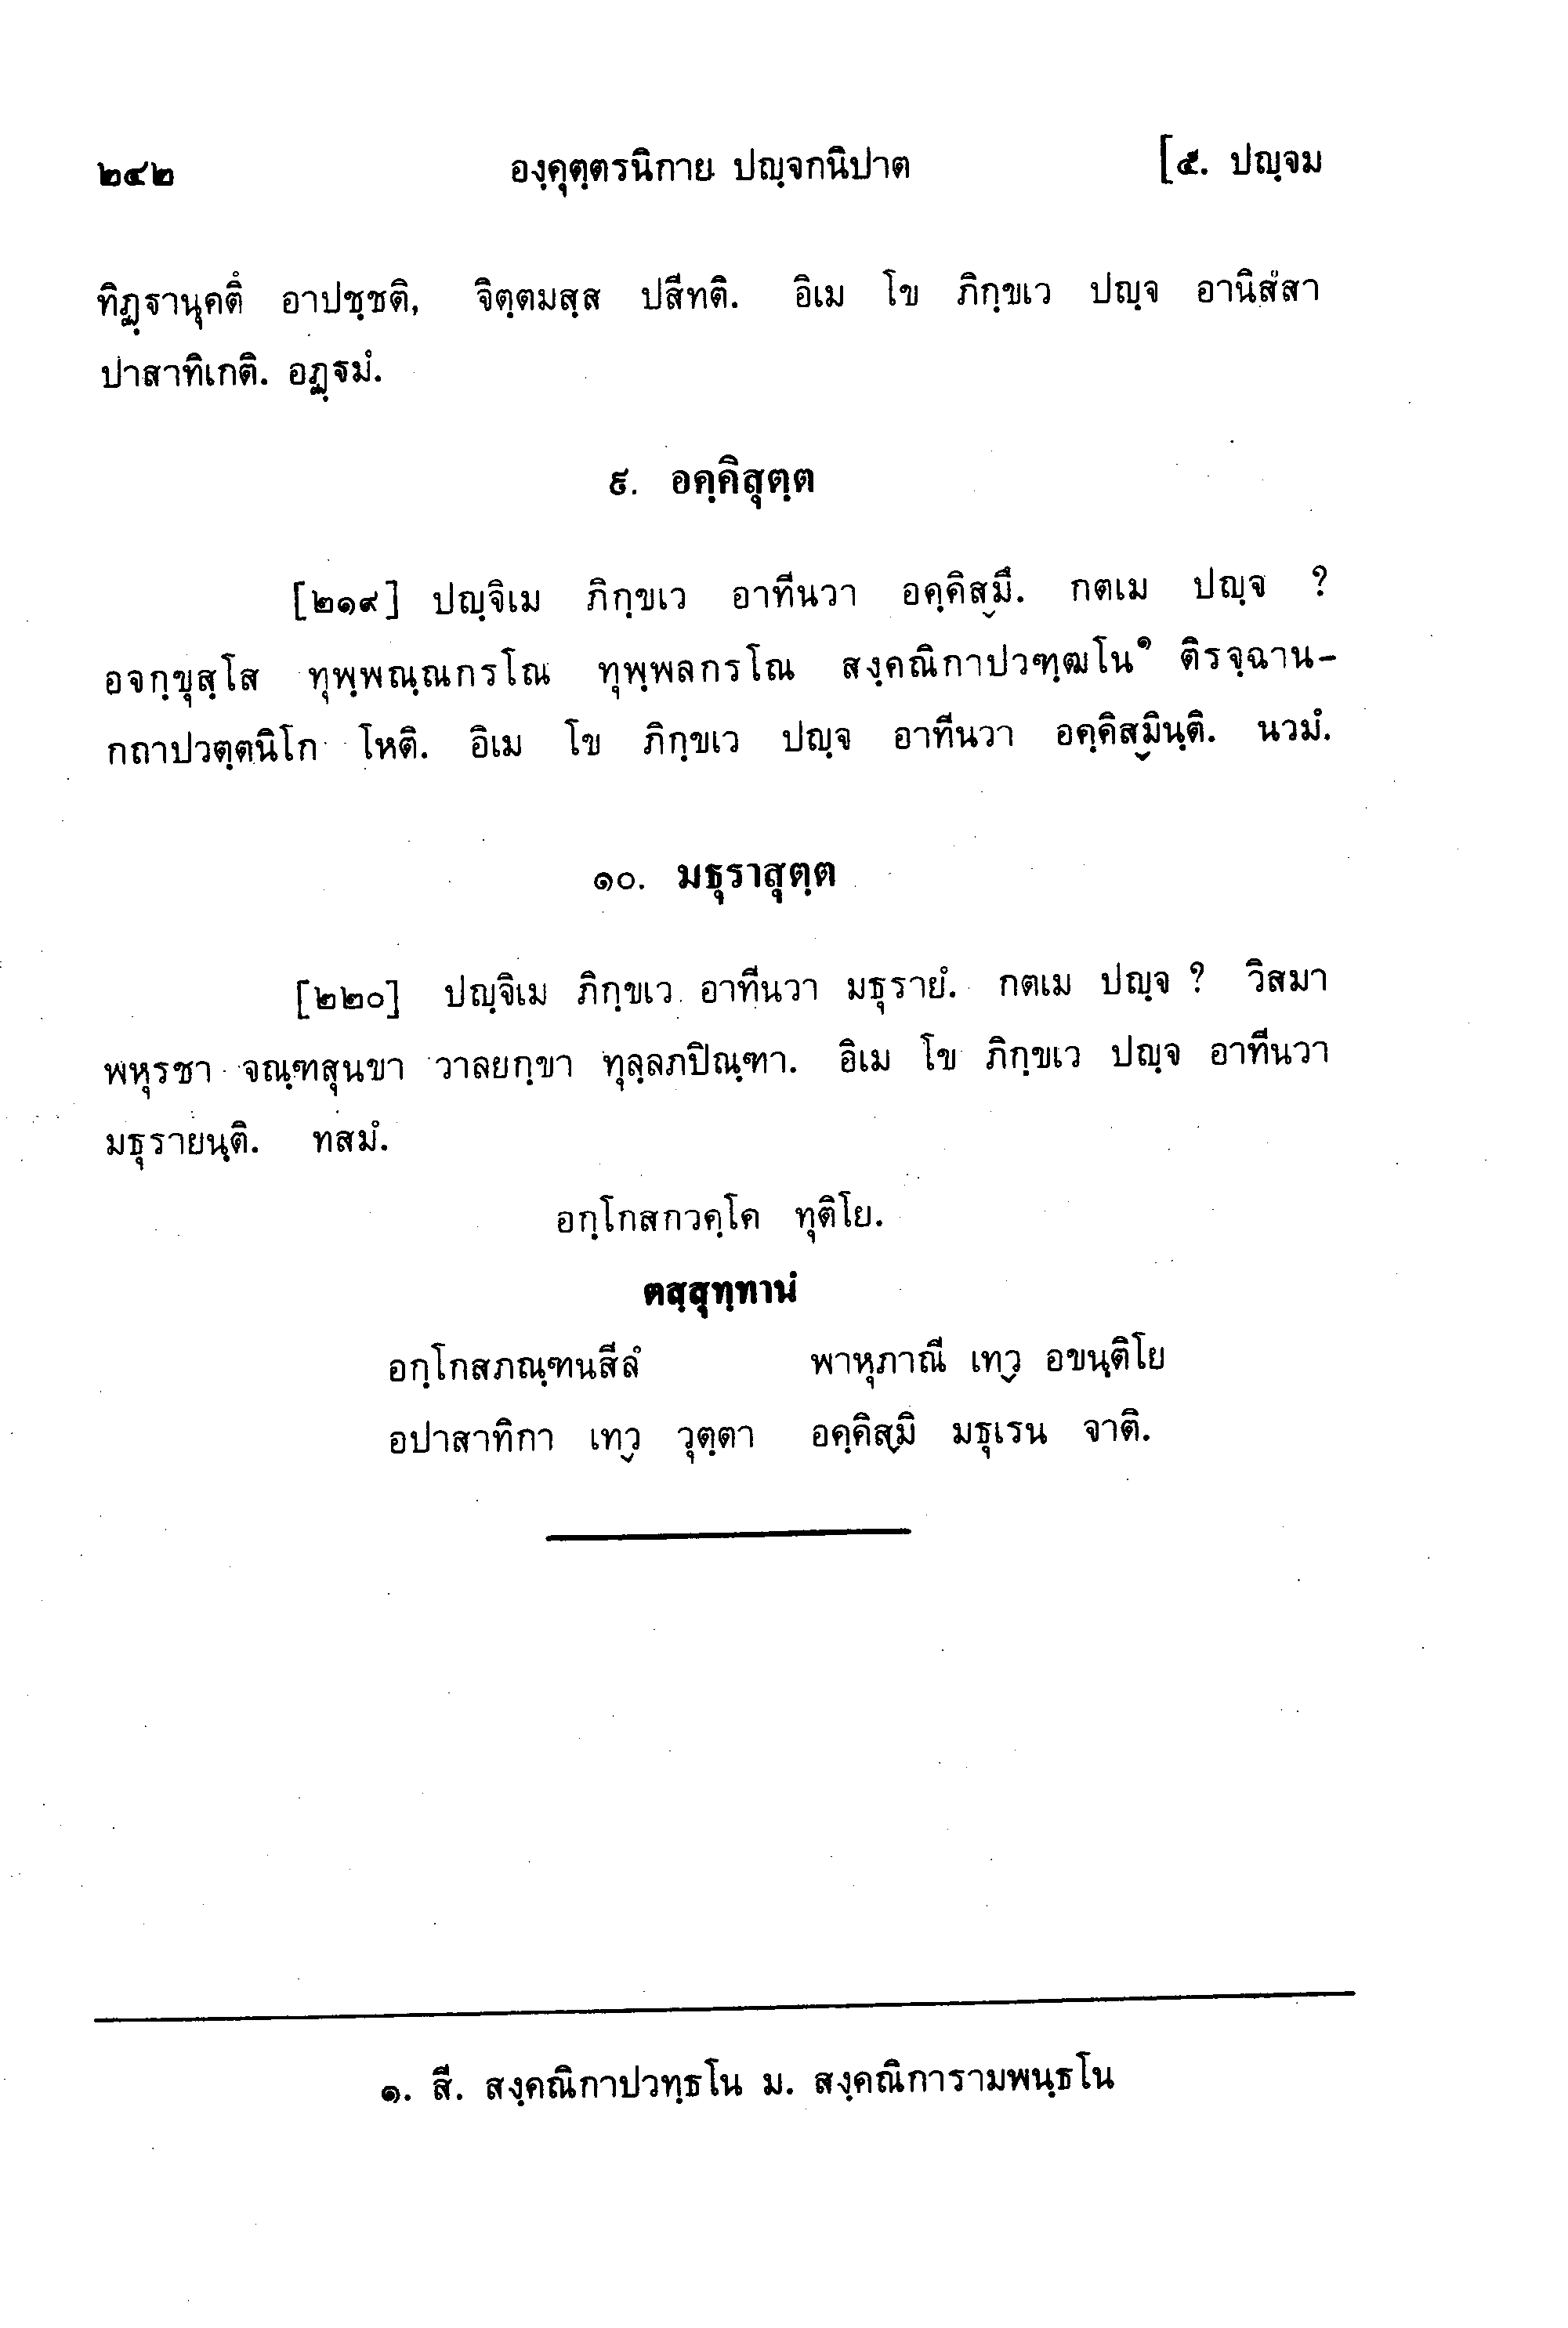 ๒๔๒ องฺคุตฺตรนิกาย ปญฺจกนิปาต [๕. ปญฺจม
ทิฏฺฐานุคตึ อาปชฺชติ, จิตฺตมสฺส ปสีทติ. อิเม โข ภิกฺขเว ปญฺจ อานิสํสา
ปาสาทิเกติ. อฏฺฐมํ.
๙. อคฺคิสุตฺต
[๒๑๙] ปญฺจิเม ภิกฺขเว อาทีนวา อคฺคิสฺมึ. กตเม ปญฺจ ?
อจกฺขุสฺโส ทุพฺพณฺณกรโณ ทุพฺพลกรโณ สงฺคณิกาปวฑฺฒโน๑ ติรจฺฉาน-
กถาปวตฺตนิโก โหติ. อิเม โข ภิกฺขเว ปญฺจ อาทีนวา อคฺคิสฺมินฺติ. นวมํ.
๑๐. มธุราสุตฺต
[๒๒๐] ปญฺจิเม ภิกฺขเว อาทีนวา มธุรายํ. กตเม ปญฺจ ? วิสมา
พหุรชา จณฺฑสุนขา วาลยกฺขา ทุลฺลภปิณฺฑา. อิเม โข ภิกฺขเว ปญฺจ อาทีนวา
มธุรายนฺติ. ทสมํ.
อกฺโกสกวคฺโค ทุติโย.
ตสฺสุทฺทานํ
อกฺโกสภณฺฑนสีลํ พาหุภาณี เทฺว อขนฺติโย
อปาสาทิกา เทฺว วุตฺตา อคฺคิสฺมิ มธุเรน จาติ.
๑. สี. สงฺคณิกาปวทฺธโน ม. สงฺคณิการามพนฺธโน